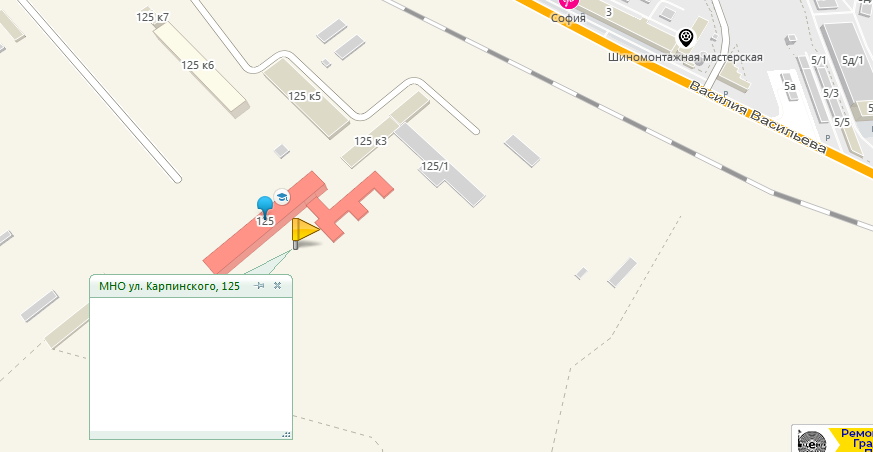 125 к7
София
3
Шиномонтажная мастерская
5/1
5д/1
125 к6
5а
5/3
Р
125 к5
Василия Васильева
5/5
Р
125 к3
125/1
125
МНО ул. Карпинского, 125